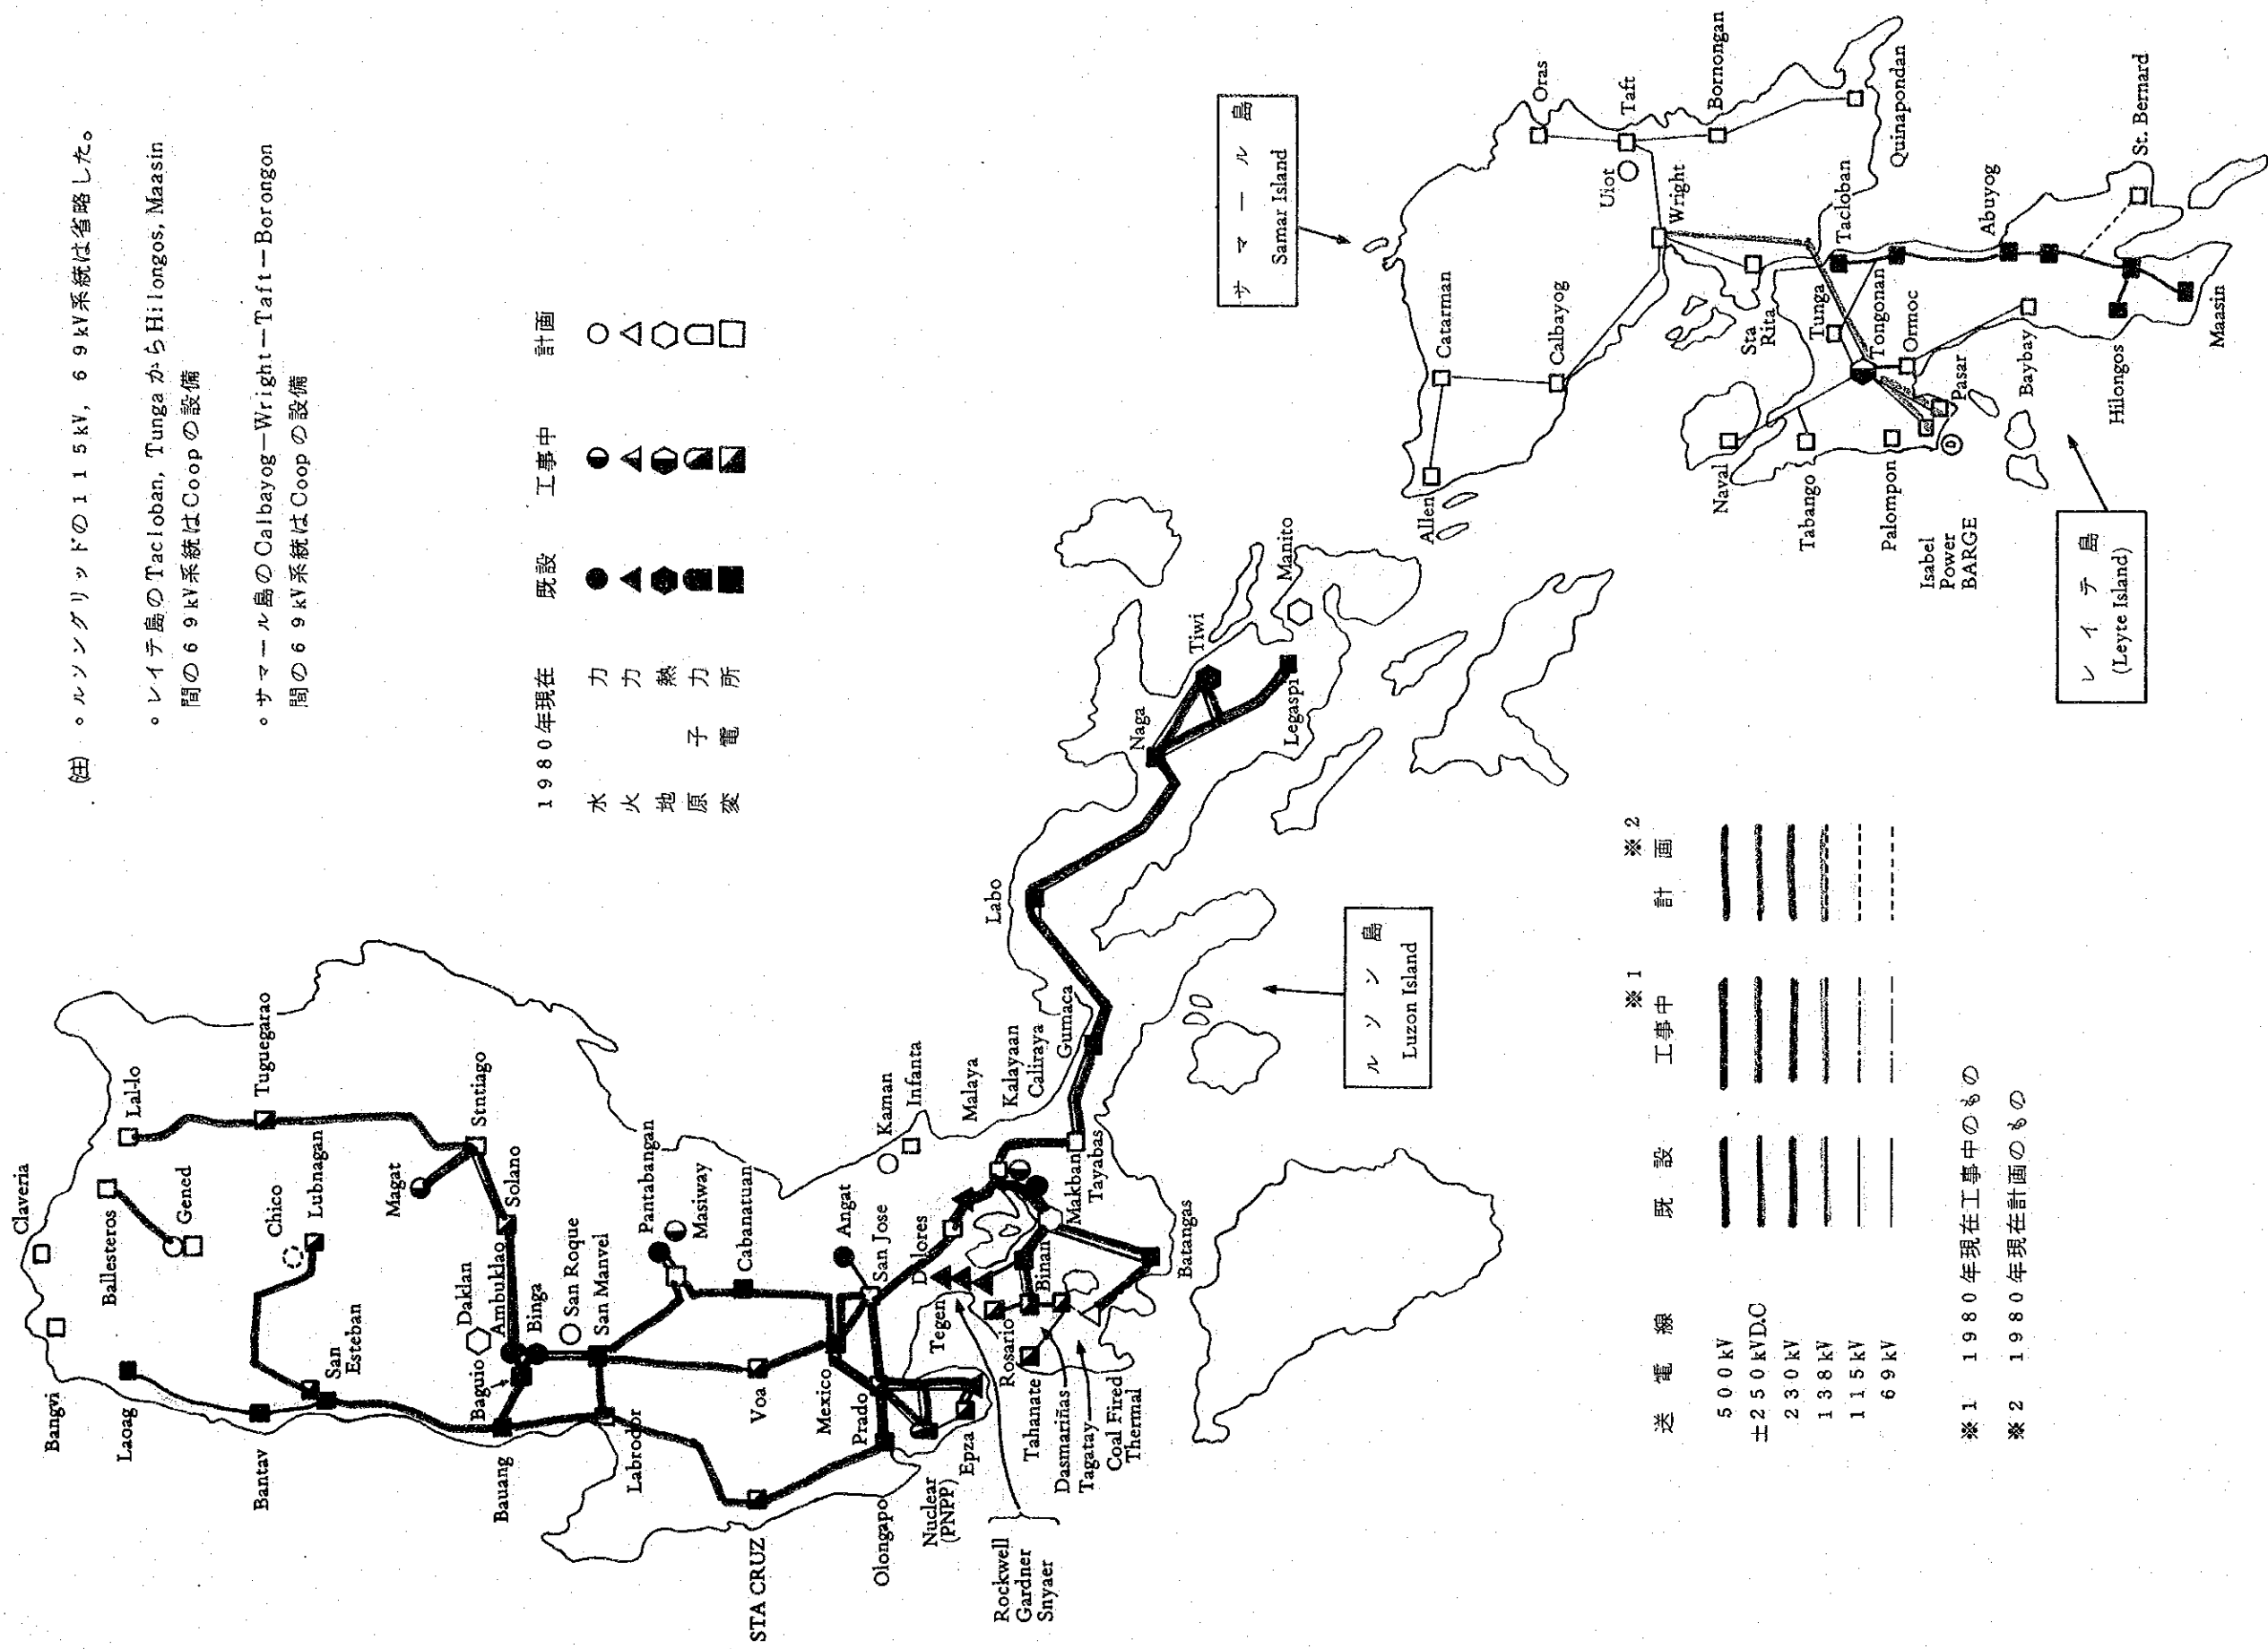 (注) ◦ルソングリッドの115kV, 69kV系統は省略した。
◦レイテ島のTacloban, TungaからHilongos, Maasin
間の69kV系統はCoopの設備
◦サマール島のCalbayog－Wright－Taft－Borongon
間の69kV系統はCoopの設備
1980年現在 既設 工事中 計画
水力
火力
地熱
原子力
変電所
Claveria
Bangvi
Laoag
Lal-lo
Ballesteros
Gened
Tuguegarao
Chico
Lubnagan
Bantav
San
Esteban
Magat
Stntiago
Solano
Daklan
Ambuklao
Baguio
Binga
Bauang
San Roque
San Manvel
Labrodor
Pantabangan
Masiway
Cabanatuan
Voa
STA CRUZ
Angat
San Jose
Mexico
Prado
Olongapo
Kaman
Infanta
Dolores
Tegen
Malaya
Kalayaan
Caliraya
Gumaca
Nuclear
(PNPP)
Epza
Rosario
Binan
Makban
Tayabas
Tahanate
Dasmariñas
Tagatay
Coal Fired
Thermal
Batangas
Rockwell
Gardner
Snyaer
Labo
Naga
Tiwi
Legaspi
Manito
ルソン島
Luzon Island
サマール島
Samar Island
Oras
Taft
Uiot
Bornongan
Wright
Quinapondan
Catarman
Calbayog
Allen
Sta
Rita
Tacloban
Tunga
Tongonan
Ormoc
Pasar
Abuyog
St. Bernard
Naval
Tabango
Palompon
Isabel
Power
BARGE
D
Baybay
Hilongos
Maasin
レイテ島
(Leyte Island)
※1 ※2
送電線 既設 工事中 計画
500kV
±250kVD.C
230kV
138kV
115kV
69kV
※1 1980年現在工事中のもの
※2 1980年現在計画のもの